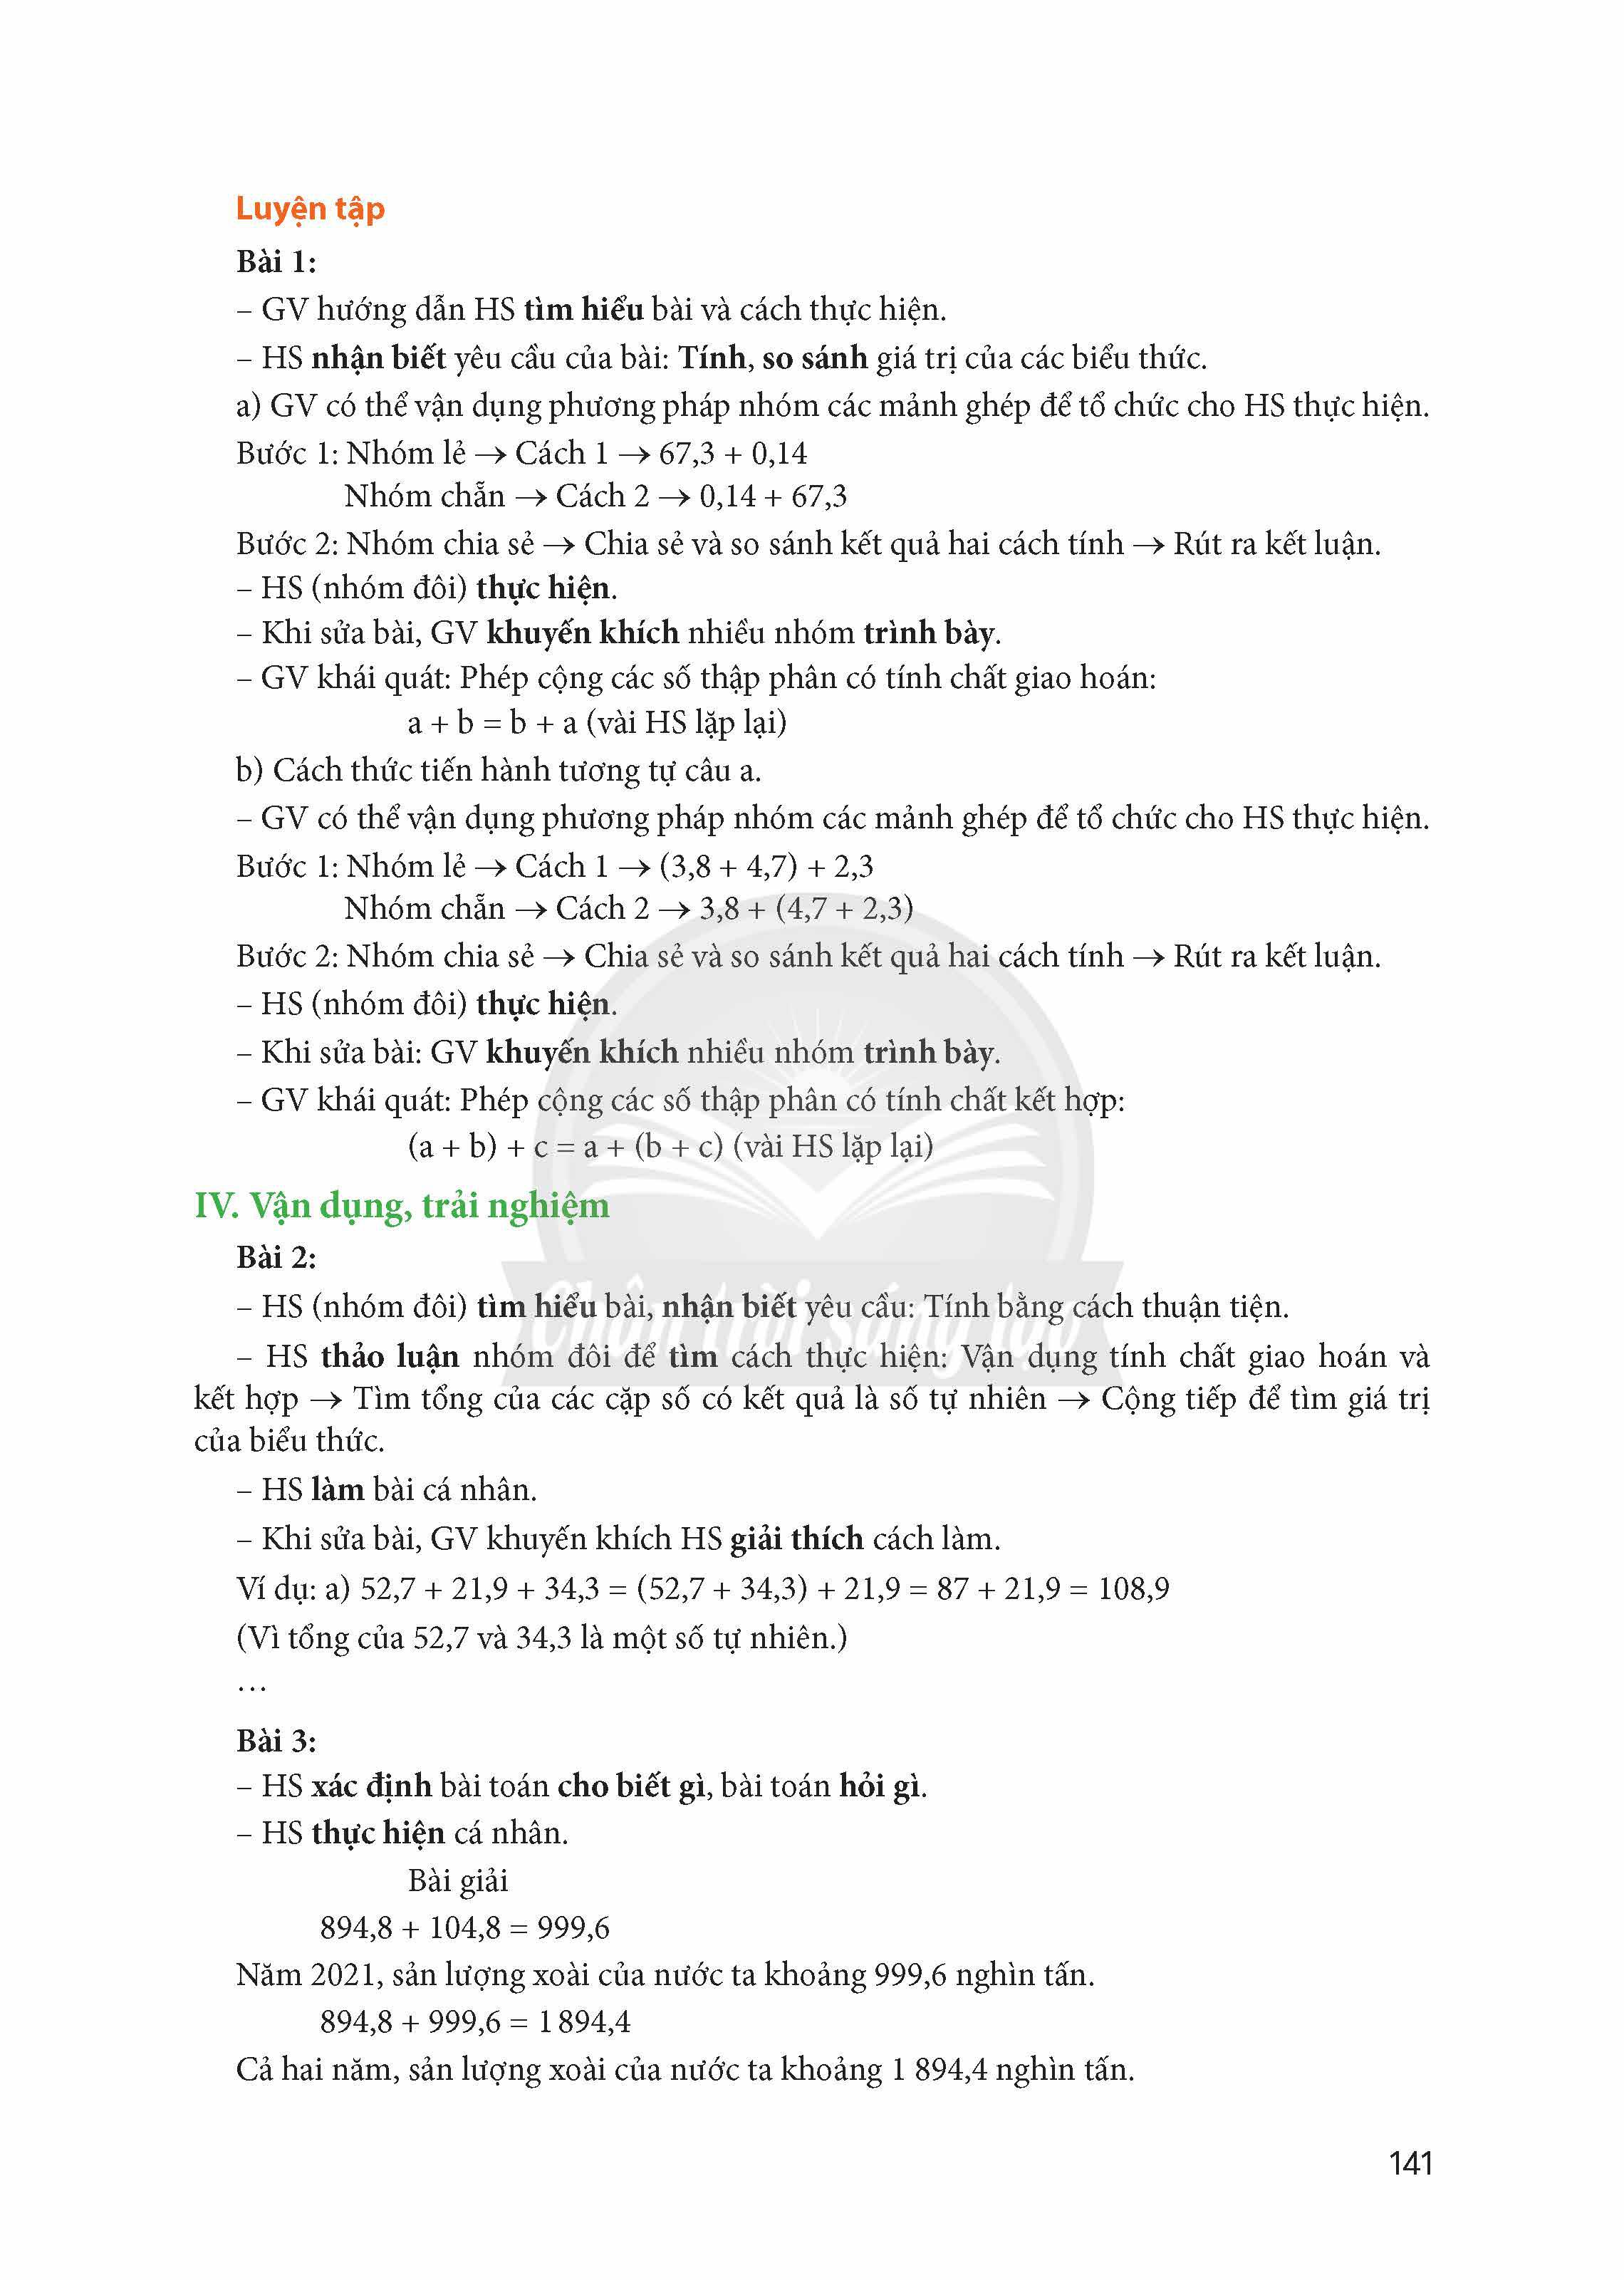 Luyện tập
Bài 1:
– GV hướng dẫn HS tìm hiểu bài và cách thực hiện.
– HS nhận biết yêu cầu của bài: Tính, so sánh giá trị của các biểu thức.
a) GV có thể vận dụng phương pháp nhóm các mảnh ghép để tổ chức cho HS thực hiện.
Bước 1: Nhóm lẻ → Cách 1 → 67,3 + 0,14
Nhóm chẵn → Cách 2 → 0,14 + 67,3
Bước 2: Nhóm chia sẻ → Chia sẻ và so sánh kết quả hai cách tính → Rút ra kết luận.
– HS (nhóm đôi) thực hiện.
– Khi sửa bài, GV khuyến khích nhiều nhóm trình bày.
– GV khái quát: Phép cộng các số thập phân có tính chất giao hoán:
a + b = b + a (vài HS lặp lại)
b) Cách thức tiến hành tương tự câu a.
– GV có thể vận dụng phương pháp nhóm các mảnh ghép để tổ chức cho HS thực hiện.
Bước 1: Nhóm lẻ → Cách 1 → (3,8 + 4,7) + 2,3
Nhóm chẵn → Cách 2 → 3,8 + (4,7 + 2,3)
Bước 2: Nhóm chia sẻ → Chia sẻ và so sánh kết quả hai cách tính → Rút ra kết luận.
– HS (nhóm đôi) thực hiện.
– Khi sửa bài: GV khuyến khích nhiều nhóm trình bày.
– GV khái quát: Phép cộng các số thập phân có tính chất kết hợp:
(a + b) + c = a + (b + c) (vài HS lặp lại)
IV. Vận dụng, trải nghiệm
Bài 2:
– HS (nhóm đôi) tìm hiểu bài, nhận biết yêu cầu: Tính bằng cách thuận tiện.
Chân trời sáng tạo
– HS thảo luận nhóm đôi để tìm cách thực hiện: Vận dụng tính chất giao hoán và
kết hợp → Tìm tổng của các cặp số có kết quả là số tự nhiên → Cộng tiếp để tìm giá trị
của biểu thức.
– HS làm bài cá nhân.
– Khi sửa bài, GV khuyến khích HS giải thích cách làm.
Ví dụ: a) 52,7 + 21,9 + 34,3 = (52,7 + 34,3) + 21,9 = 87 + 21,9 = 108,9
(Vì tổng của 52,7 và 34,3 là một số tự nhiên.)
…
Bài 3:
– HS xác định bài toán cho biết gì, bài toán hỏi gì.
– HS thực hiện cá nhân.
Bài giải
894,8 + 104,8 = 999,6
Năm 2021, sản lượng xoài của nước ta khoảng 999,6 nghìn tấn.
894,8 + 999,6 = 1 894,4
Cả hai năm, sản lượng xoài của nước ta khoảng 1 894,4 nghìn tấn.
141